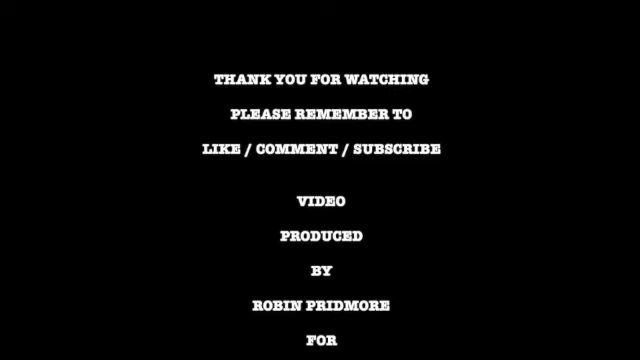 THANK YOU FOR WATCHING
PLEASE REMEMBER TO
LIKE / COMMENT / SUBSCRIBE
VIDEO
PRODUCED
BY
ROBIN PRIDMORE
FOR